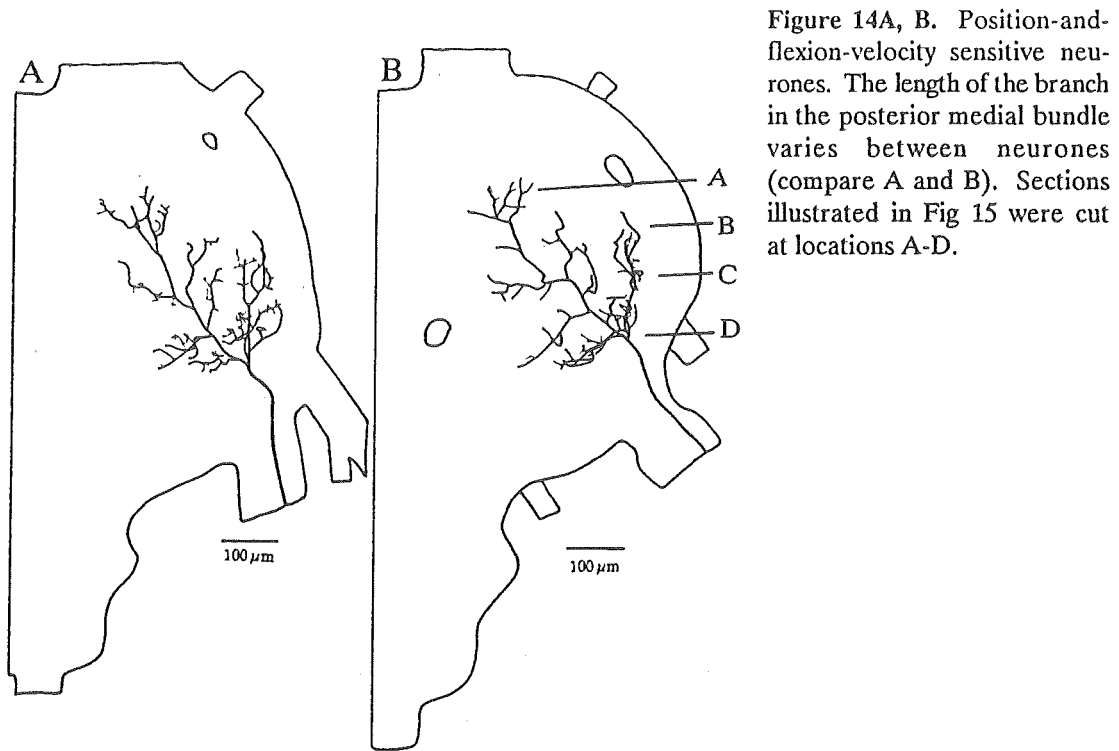 Figure 14A, B. Position-and-
flexion-velocity sensitive neu-
rones. The length of the branch
in the posterior medial bundle
varies between neurones
(compare A and B). Sections
illustrated in Fig 15 were cut
at locations A-D.
A
B
A
B
C
D
100 μm
100 μm